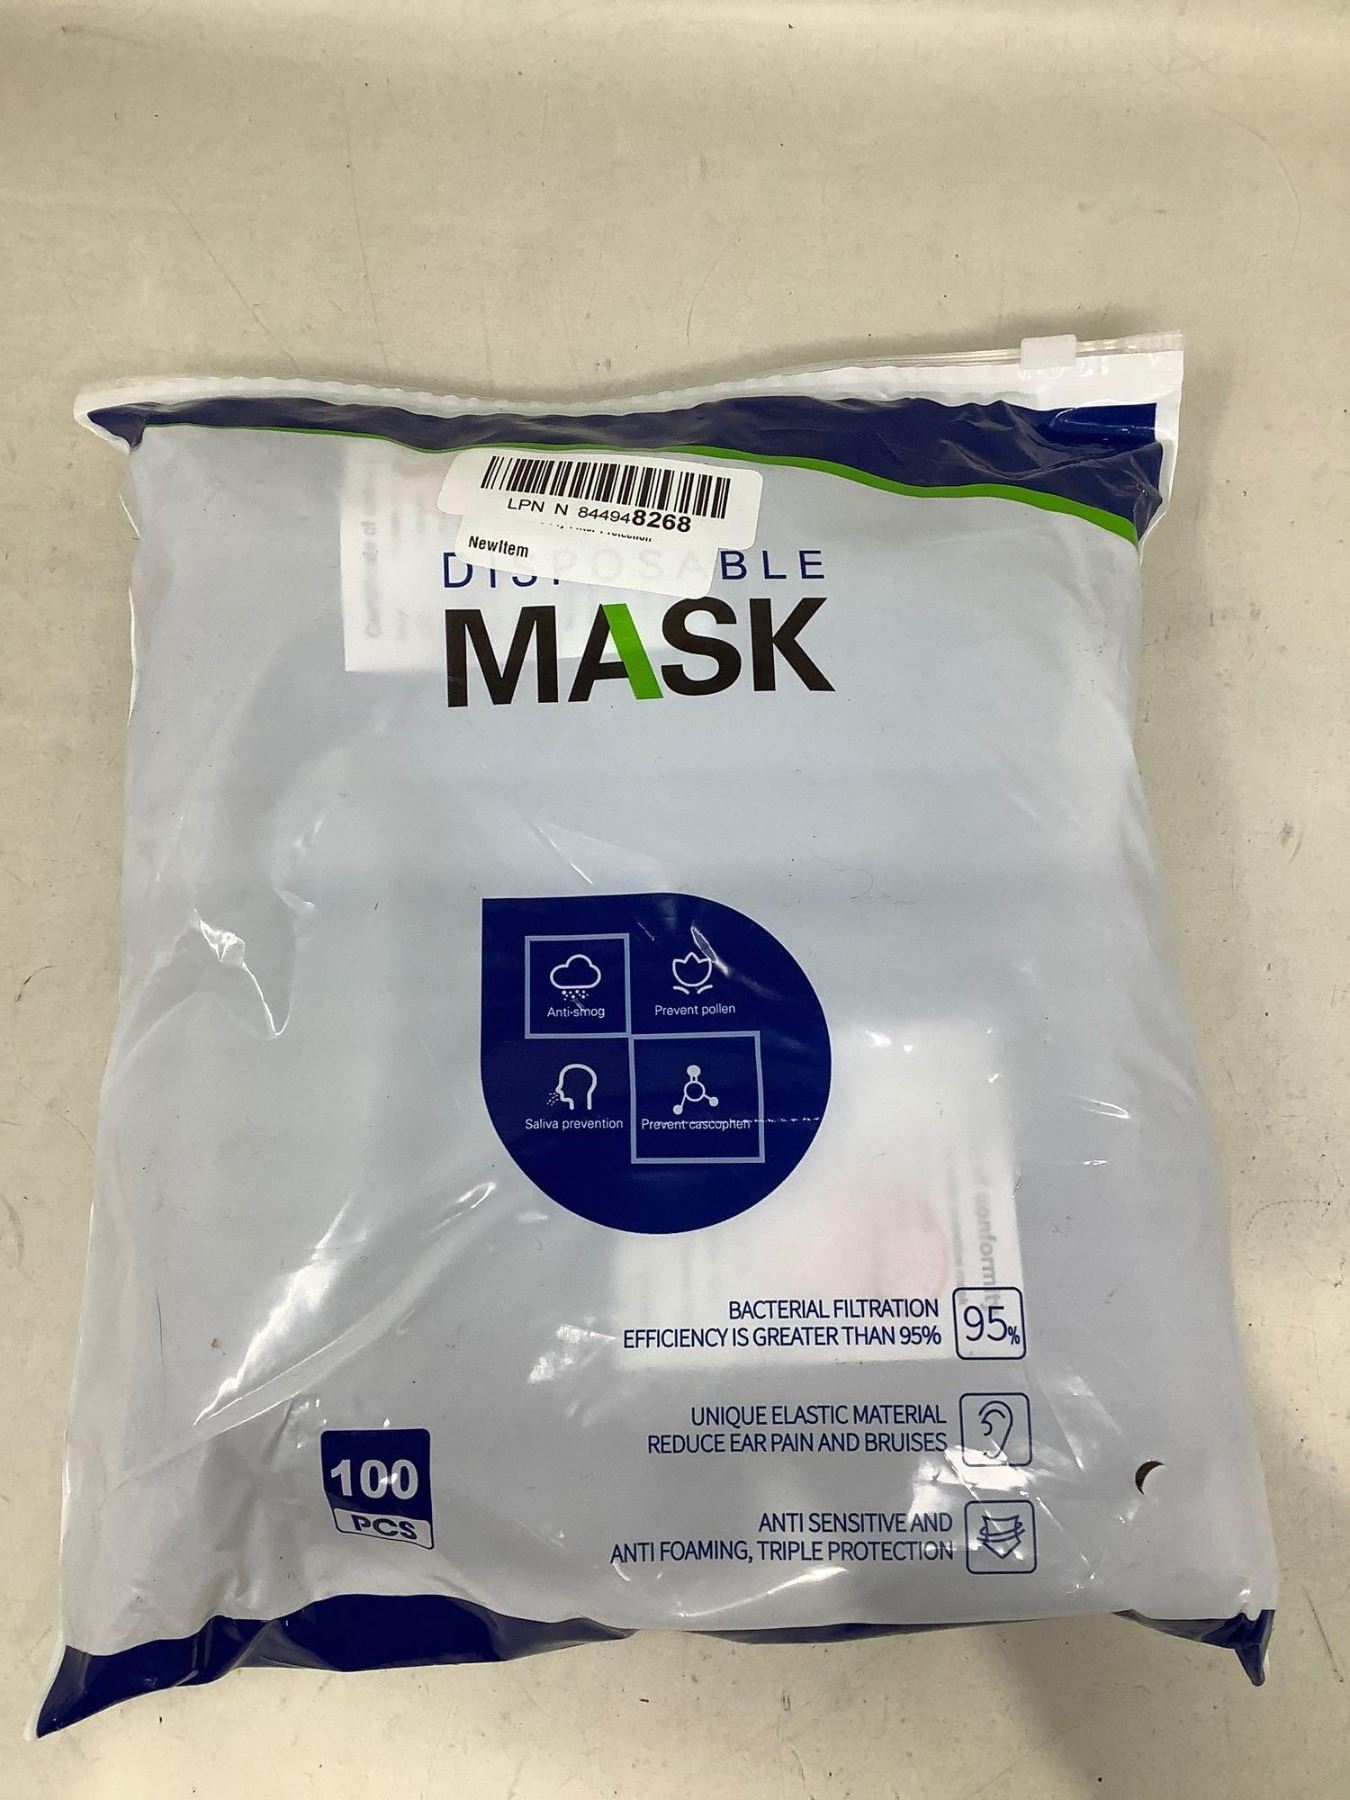 LPN N 844948268
NewItem
MASK
Anti-smog
Prevent pollen
Saliva prevention
Prevent cascophen
BACTERIAL FILTRATION
EFFICIENCY IS GREATER THAN 95%
95%
UNIQUE ELASTIC MATERIAL
REDUCE EAR PAIN AND BRUISES
ANTI SENSITIVE AND
ANTI FOAMING, TRIPLE PROTECTION
100
PCS